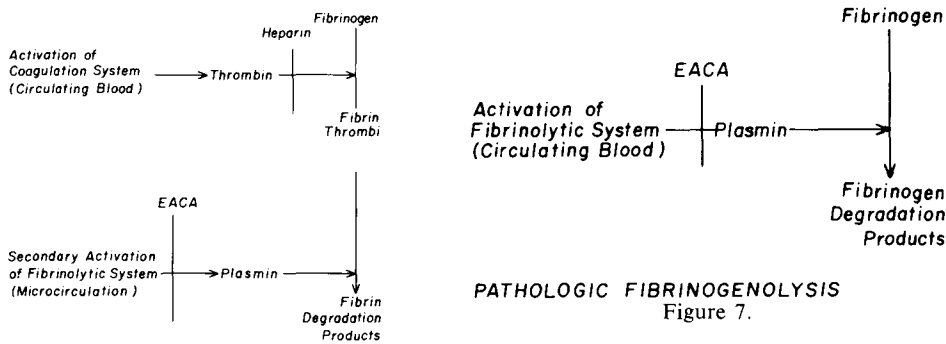 Fibrinogen
Heparin
Activation of
Coagulation System
(Circulating Blood)
Thrombin
Fibrin
Thrombi
EACA
Secondary Activation
of Fibrinolytic System
(Microcirculation)
Plasmin
Fibrin
Degradation
Products
Fibrinogen
EACA
Activation of
Fibrinolytic System
(Circulating Blood)
Plasmin
Fibrinogen
Degradation
Products
PATHOLOGIC FIBRINOGENOLYSIS
Figure 7.